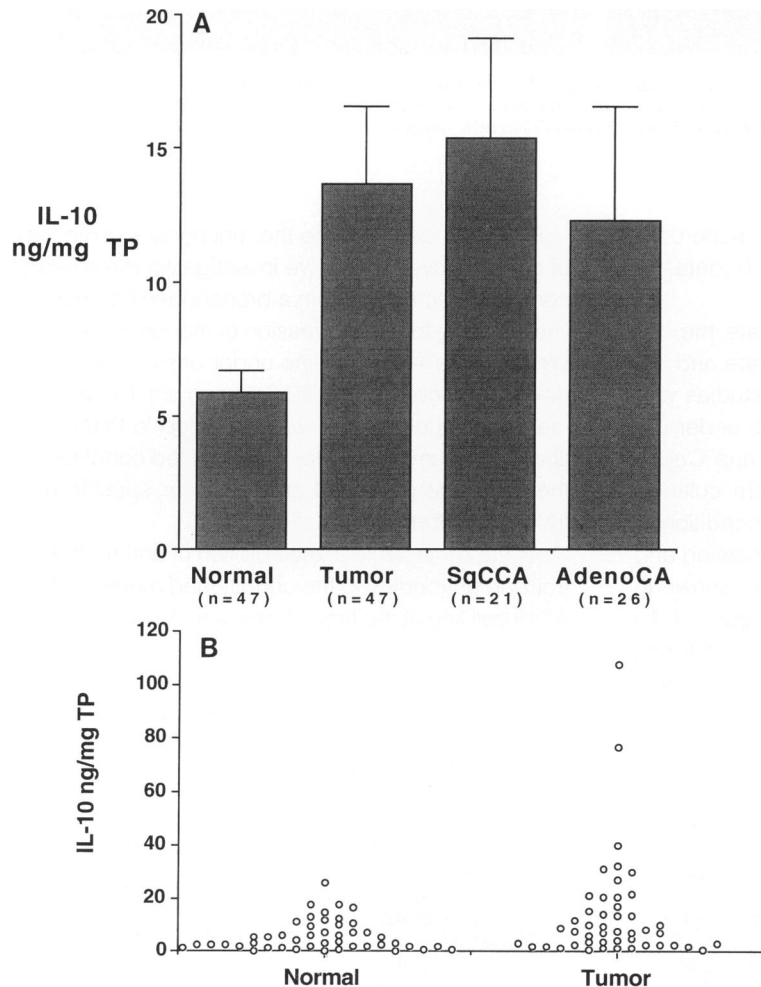 A
20
15
10
5
0
IL-10
ng/mg TP
Normal Tumor SqCCA AdenoCA
(n=47) (n=47) (n=21) (n=26)
B
120
100
80
60
40
20
0
IL-10 ng/mg TP
Normal Tumor